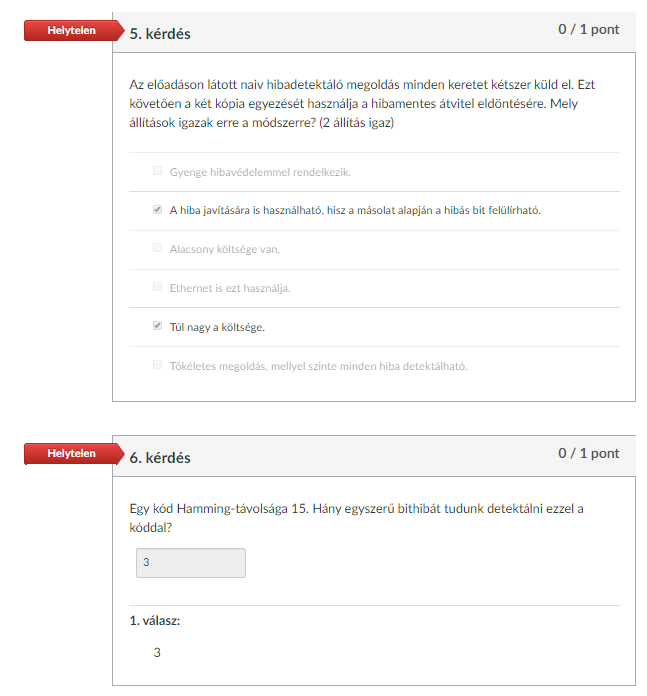 Helytelen
5. kérdés
0 / 1 pont
Az előadáson látott naiv hibadetektáló megoldás minden keretet kétszer küld el. Ezt
követően a két kópia egyezését használja a hibamentes átvitel eldöntésére. Mely
állítások igazak erre a módszerre? (2 állítás igaz)
Gyenge hibavédelemmel rendelkezik.
A hiba javítására is használható, hisz a másolat alapján a hibás bit felülírható.
Alacsony költsége van.
Ethernet is ezt használja.
Túl nagy a költsége.
Tökéletes megoldás, mellyel szinte minden hiba detektálható.
Helytelen
6. kérdés
0 / 1 pont
Egy kód Hamming-távolsága 15. Hány egyszerű bithibát tudunk detektálni ezzel a
kóddal?
3
1. válasz:
3